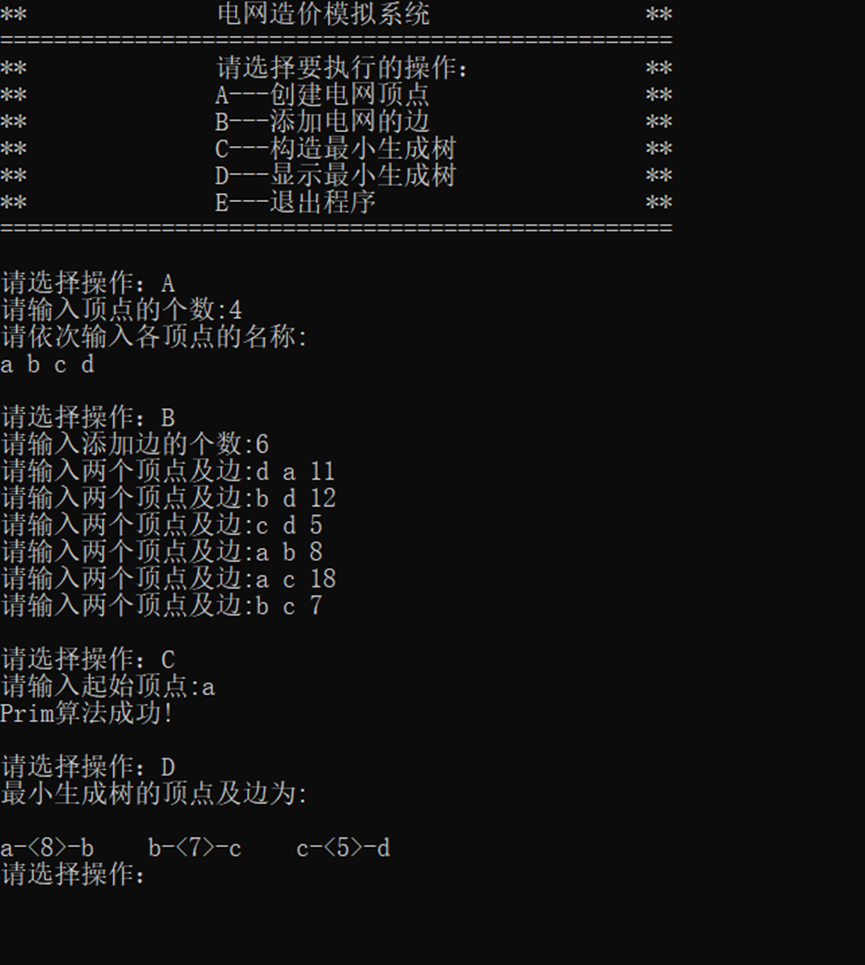 **              电网造价模拟系统                **
==================================================
**              请选择要执行的操作:             **
**              A---创建电网顶点                **
**              B---添加电网的边                **
**              C---构造最小生成树              **
**              D---显示最小生成树              **
**              E---退出程序                    **
==================================================
请选择操作: A
请输入顶点的个数:4
请依次输入各顶点的名称:
a b c d
请选择操作: B
请输入添加边的个数:6
请输入两个顶点及边:d a 11
请输入两个顶点及边:b d 12
请输入两个顶点及边:c d 5
请输入两个顶点及边:a b 8
请输入两个顶点及边:a c 18
请输入两个顶点及边:b c 7
请选择操作: C
请输入起始顶点:a
Prim算法成功!
请选择操作: D
最小生成树的顶点及边为:
a-<8>-b    b-<7>-c    c-<5>-d
请选择操作: